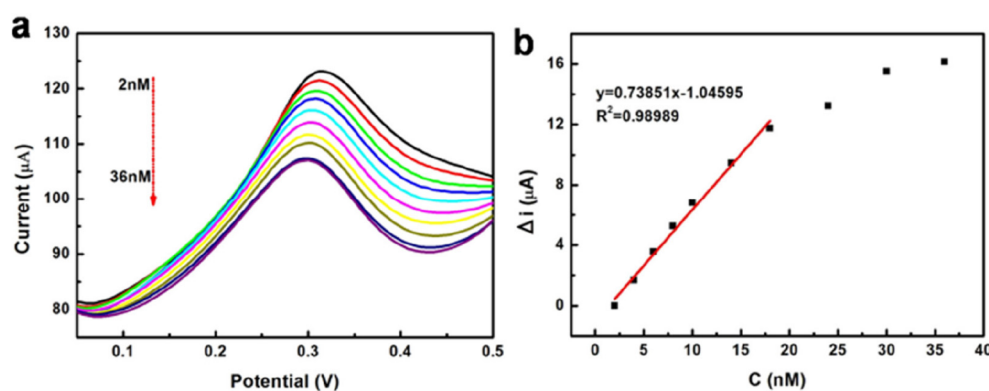 a
130
120
110
100
90
80
Current (μA)
2nM
36nM
0.1 0.2 0.3 0.4 0.5
Potential (V)
b
16
12
8
4
0
Δ i (μA)
y=0.73851x-1.04595
R²=0.98989
0 5 10 15 20 25 30 35 40
C (nM)